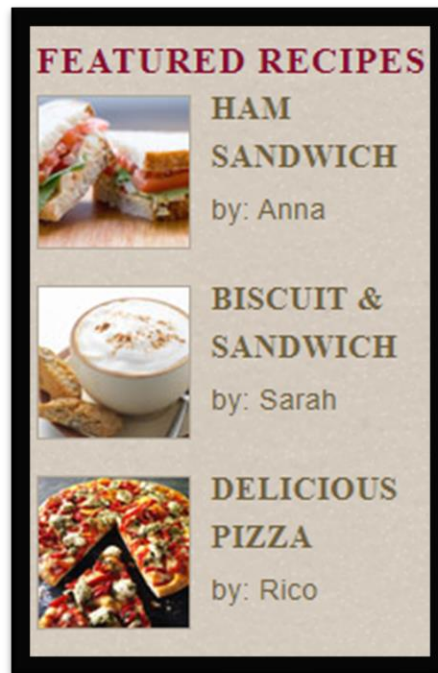 FEATURED RECIPES
HAM
SANDWICH
by: Anna
BISCUIT &
SANDWICH
by: Sarah
DELICIOUS
PIZZA
by: Rico